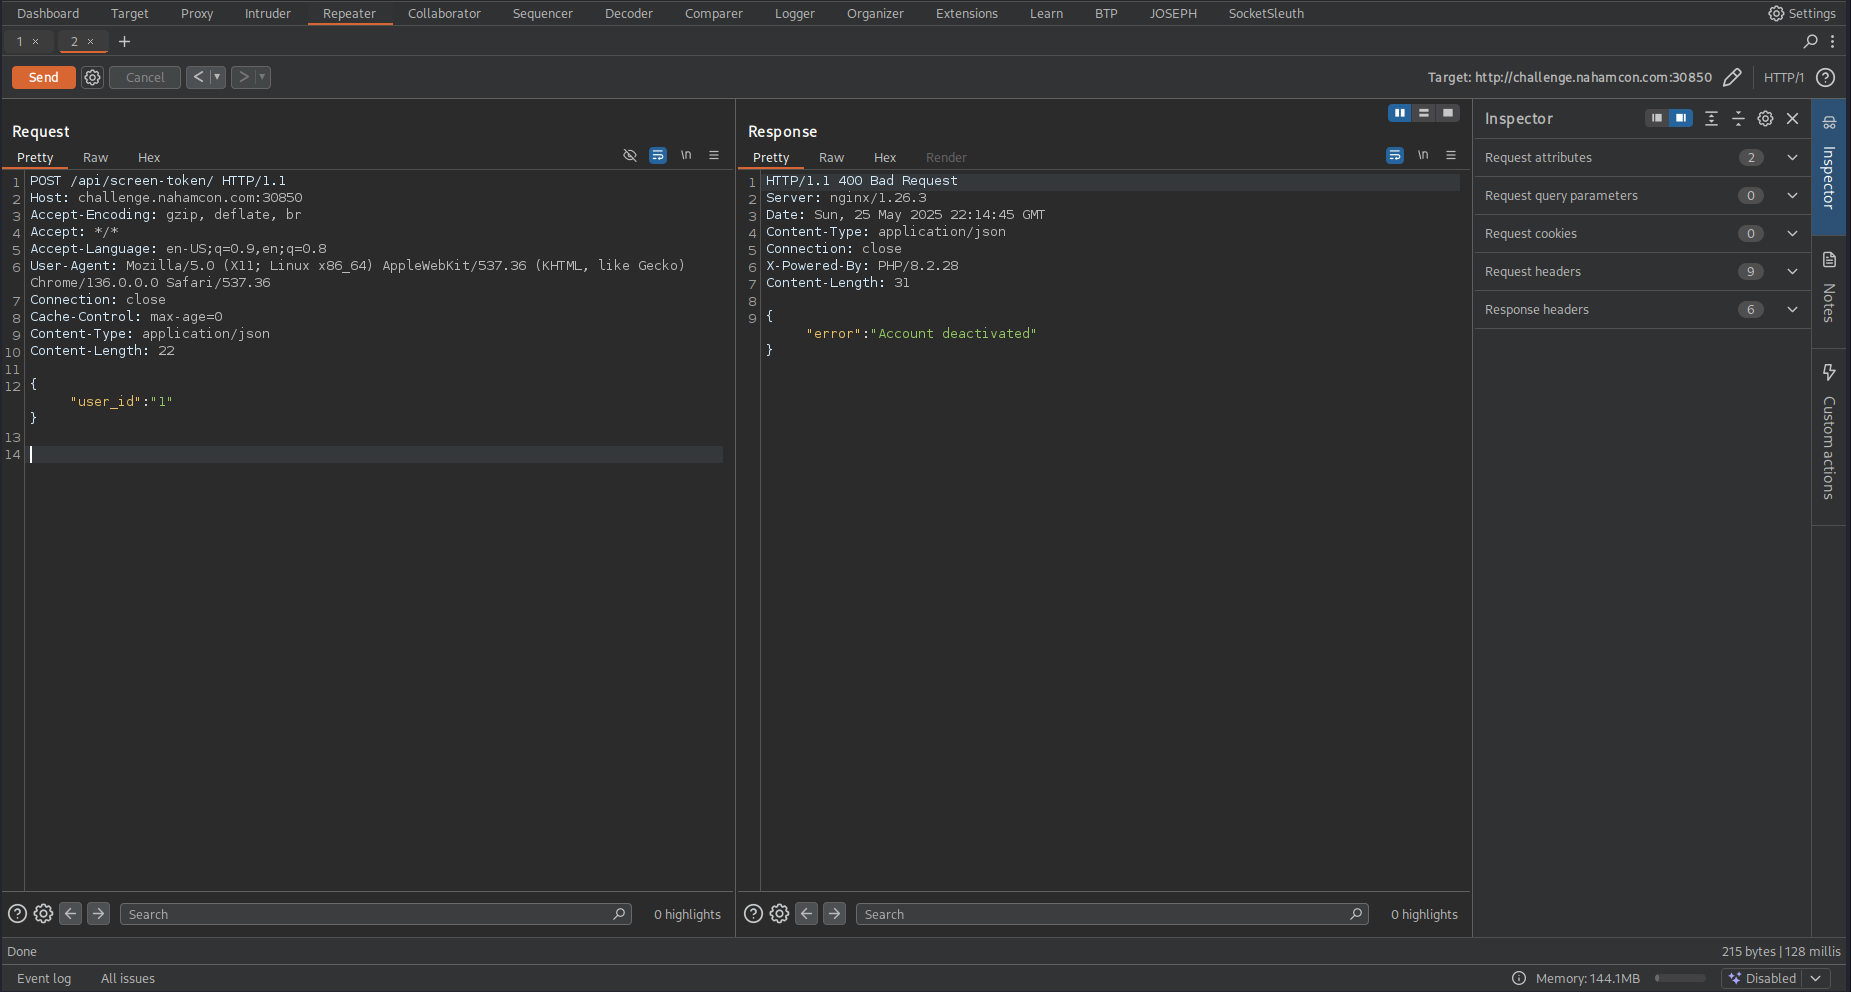 Dashboard Target Proxy Intruder Repeater Collaborator Sequencer Decoder Comparer Logger Organizer Extensions Learn BTP JOSEPH SocketSleuth Settings
1 × 2 × +
Send Cancel < > Target: http://challenge.nahamcon.com:30850 HTTP/1
Request
Pretty Raw Hex \n
1 POST /api/screen-token/ HTTP/1.1
2 Host: challenge.nahamcon.com:30850
3 Accept-Encoding: gzip, deflate, br
4 Accept: */*
5 Accept-Language: en-US;q=0.9,en;q=0.8
6 User-Agent: Mozilla/5.0 (X11; Linux x86_64) AppleWebKit/537.36 (KHTML, like Gecko)
Chrome/136.0.0.0 Safari/537.36
7 Connection: close
8 Cache-Control: max-age=0
9 Content-Type: application/json
10 Content-Length: 22
11
12 {
"user_id":"1"
}
13
14
Search 0 highlights
Response
Pretty Raw Hex Render \n
1 HTTP/1.1 400 Bad Request
2 Server: nginx/1.26.3
3 Date: Sun, 25 May 2025 22:14:45 GMT
4 Content-Type: application/json
5 Connection: close
6 X-Powered-By: PHP/8.2.28
7 Content-Length: 31
8
9 {
"error":"Account deactivated"
}
Search 0 highlights
Inspector
Request attributes 2
Request query parameters 0
Request cookies 0
Request headers 9
Response headers 6
Inspector
Notes
Custom actions
Done 215 bytes | 128 millis
Event log All issues Memory: 144.1MB Disabled